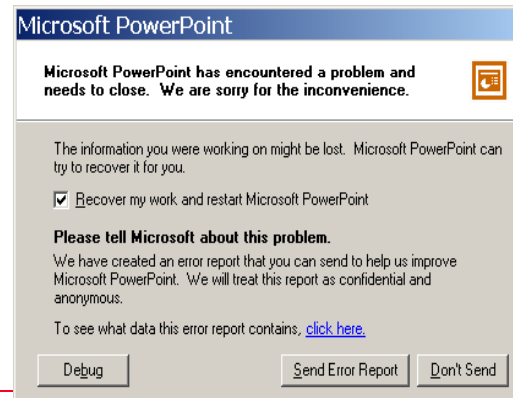 Microsoft PowerPoint
Microsoft PowerPoint has encountered a problem and
needs to close. We are sorry for the inconvenience.
The information you were working on might be lost. Microsoft PowerPoint can
try to recover it for you.
Recover my work and restart Microsoft PowerPoint
Please tell Microsoft about this problem.
We have created an error report that you can send to help us improve
Microsoft PowerPoint. We will treat this report as confidential and
anonymous.
To see what data this error report contains, click here.
Debug Send Error Report Don't Send